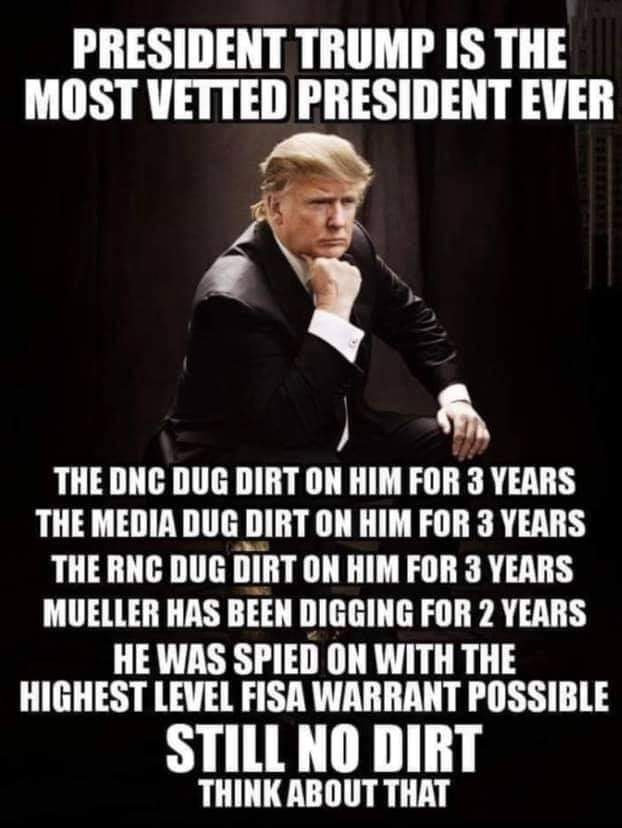 PRESIDENT TRUMP IS THE
MOST VETTED PRESIDENT EVER
THE DNC DUG DIRT ON HIM FOR 3 YEARS
THE MEDIA DUG DIRT ON HIM FOR 3 YEARS
THE RNC DUG DIRT ON HIM FOR 3 YEARS
MUELLER HAS BEEN DIGGING FOR 2 YEARS
HE WAS SPIED ON WITH THE
HIGHEST LEVEL FISA WARRANT POSSIBLE
STILL NO DIRT
THINK ABOUT THAT